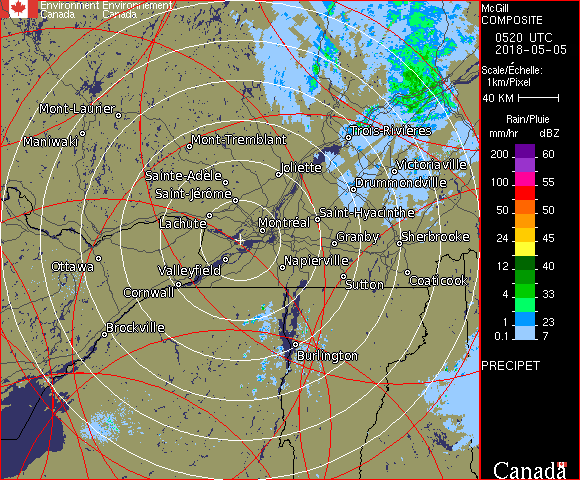 Environment Environnement
Canada Canada
McGill
COMPOSITE
0520 UTC
2018-05-05
Scale/Échelle:
1km/Pixel
40 KM
Rain/Pluie
mm/hr dBZ
200 60
100 55
50 50
24 45
12 40
4 33
1 23
0.1 7
PRECIPET
Canada
Mont-Laurier
Maniwaki
Mont-Tremblant
Trois-Rivières
Joliette
Victoriaville
Sainte-Adèle
Drummondville
Saint-Jérôme
Lachute
Montréal
Saint-Hyacinthe
Granby
Sherbrooke
Ottawa
Valleyfield
Napierville
Cornwall
Sutton
Coaticook
Brockville
Burlington